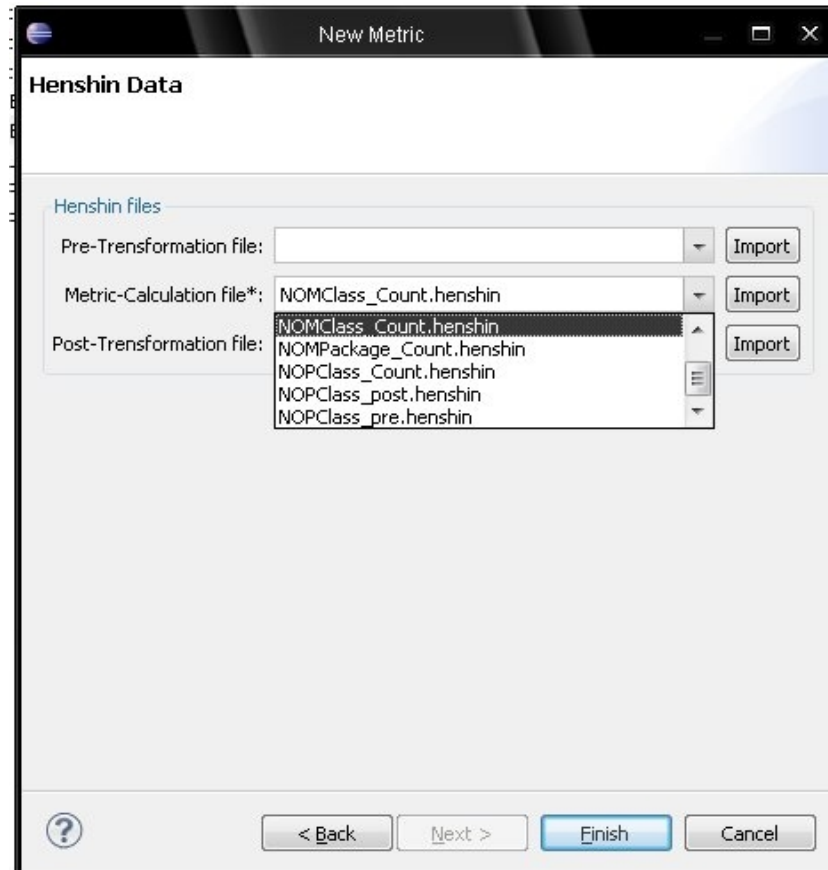 New Metric
Henshin Data
Henshin files
Pre-Trensformation file:
Import
Metric-Calculation file*:
NOMClass_Count.henshin
Import
Post-Trensformation file:
Import
NOMClass_Count.henshin
NOMPackage_Count.henshin
NOPClass_Count.henshin
NOPClass_post.henshin
NOPClass_pre.henshin
?
< Back
Next >
Finish
Cancel